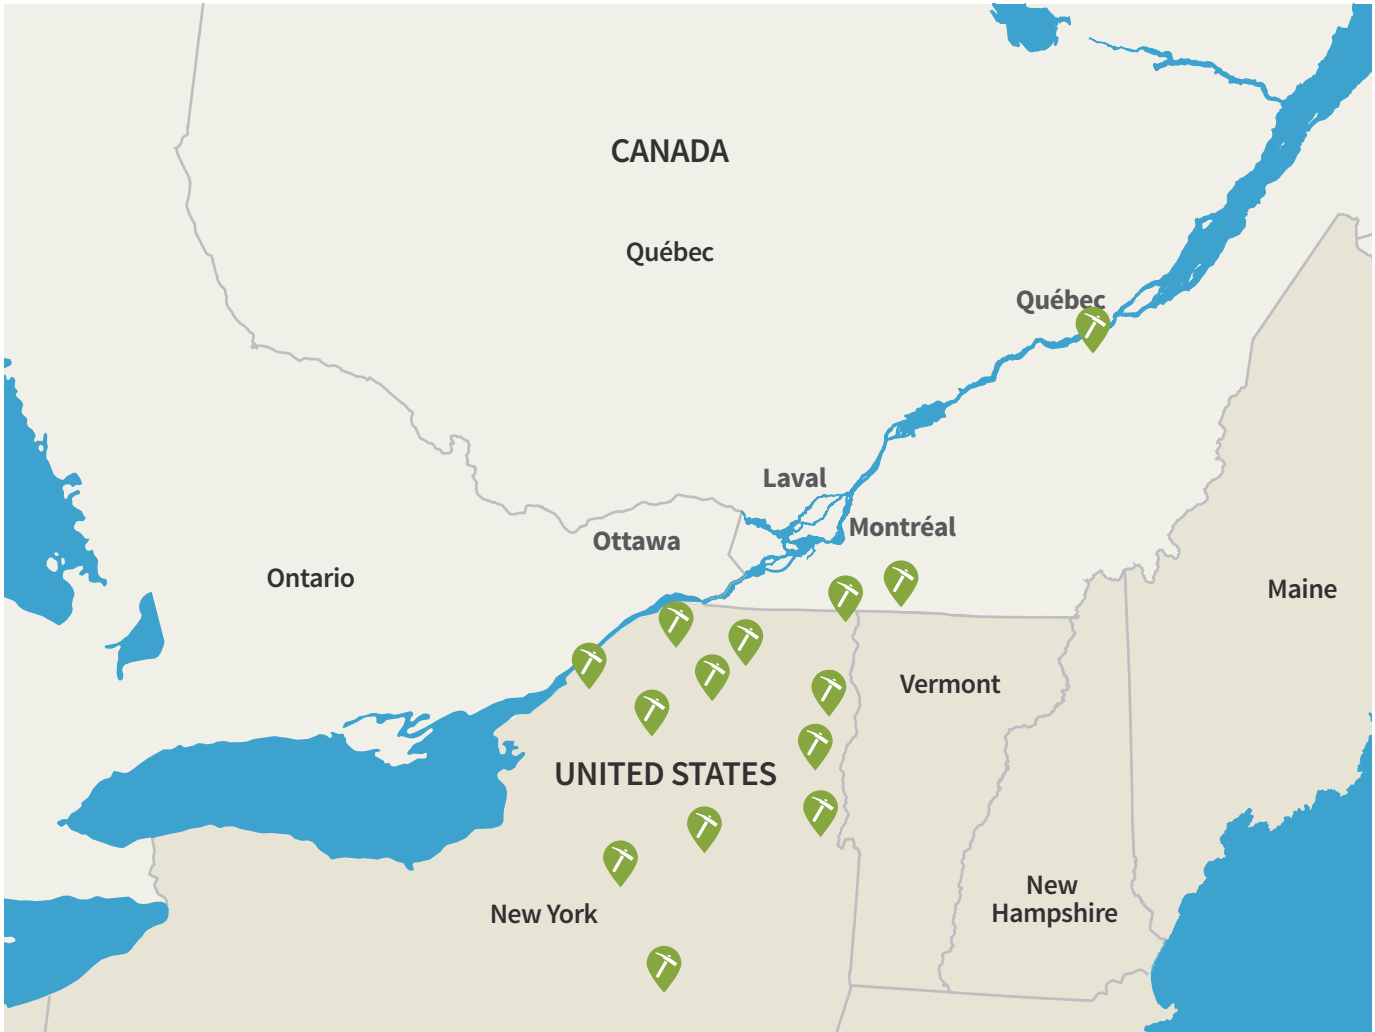 CANADA
Québec
Québec
Laval
Montréal
Ottawa
Ontario
Maine
Vermont
UNITED STATES
New
Hampshire
New York